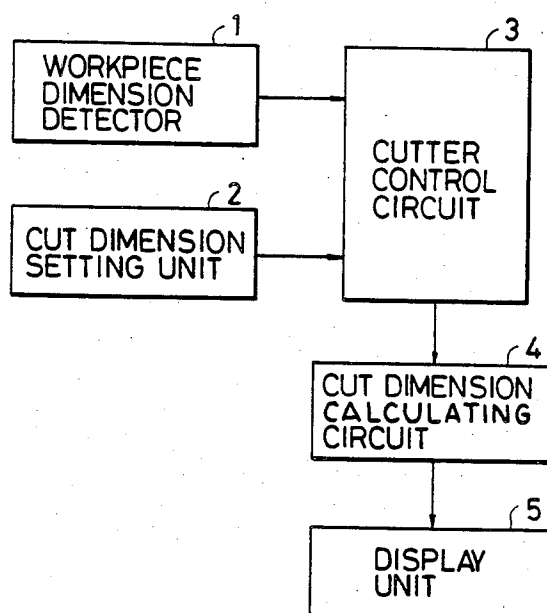 1
WORKPIECE
DIMENSION
DETECTOR
2
CUT DIMENSION
SETTING UNIT
3
CUTTER
CONTROL
CIRCUIT
4
CUT DIMENSION
CALCULATING
CIRCUIT
5
DISPLAY
UNIT